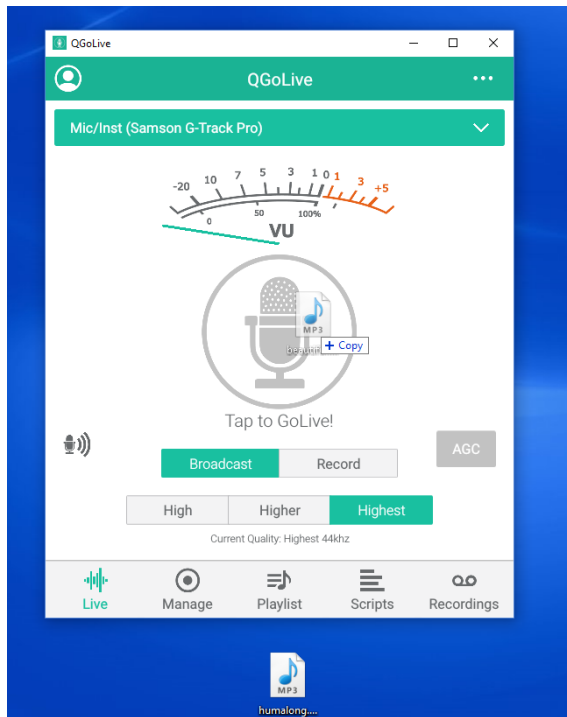 QGoLive
QGoLive
Mic/Inst (Samson G-Track Pro)
-20 10 7 5 3 1 0 1 3 +5
0 50 100%
VU
MP3
+ Copy
Tap to GoLive!
AGC
Broadcast Record
High Higher Highest
Current Quality: Highest 44khz
Live Manage Playlist Scripts Recordings
MP3
humalong....